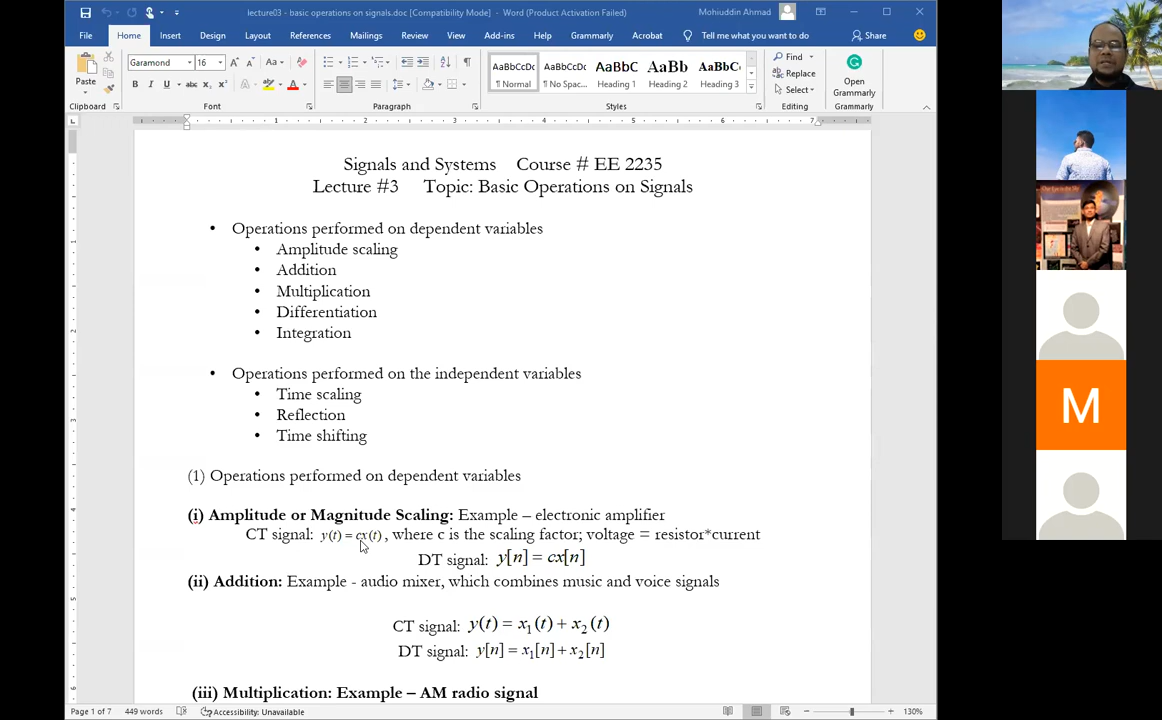 lecture03 - basic operations on signals.doc [Compatibility Mode] - Word (Product Activation Failed)
Mohiuddin Ahmad
File Home Insert Design Layout References Mailings Review View Add-ins Help Grammarly Acrobat Tell me what you want to do Share
Paste
Garamond 16
AaBbCcDc AaBbCcDc AaBbC AaBb AaBbC
¶ Normal ¶ No Spac... Heading 1 Heading 2 Heading 3
Find
Replace
Select
Open
Grammarly
Clipboard Font Paragraph Styles Editing Grammarly
1 2 3 4 5 6 7
Signals and Systems Course # EE 2235
Lecture #3 Topic: Basic Operations on Signals
• Operations performed on dependent variables
• Amplitude scaling
• Addition
• Multiplication
• Differentiation
• Integration
• Operations performed on the independent variables
• Time scaling
• Reflection
• Time shifting
(1) Operations performed on dependent variables
(i) Amplitude or Magnitude Scaling: Example – electronic amplifier
CT signal: y(t) = cx(t), where c is the scaling factor; voltage = resistor*current
DT signal: y[n] = cx[n]
(ii) Addition: Example - audio mixer, which combines music and voice signals
CT signal: y(t) = x₁(t) + x₂(t)
DT signal: y[n] = x₁[n] + x₂[n]
(iii) Multiplication: Example – AM radio signal
M
Page 1 of 7 449 words Accessibility: Unavailable 130%